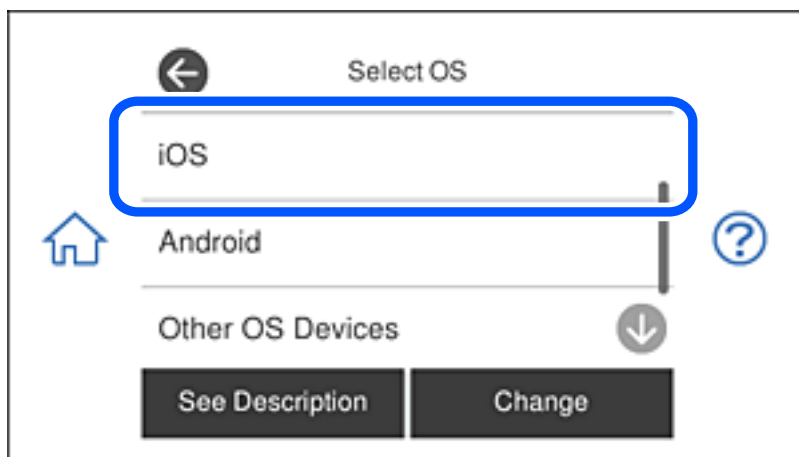 Select OS
iOS
Android
Other OS Devices
See Description
Change